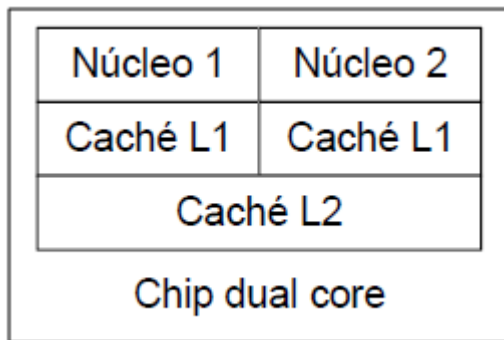 Núcleo 1 Núcleo 2
Caché L1 Caché L1
Caché L2
Chip dual core